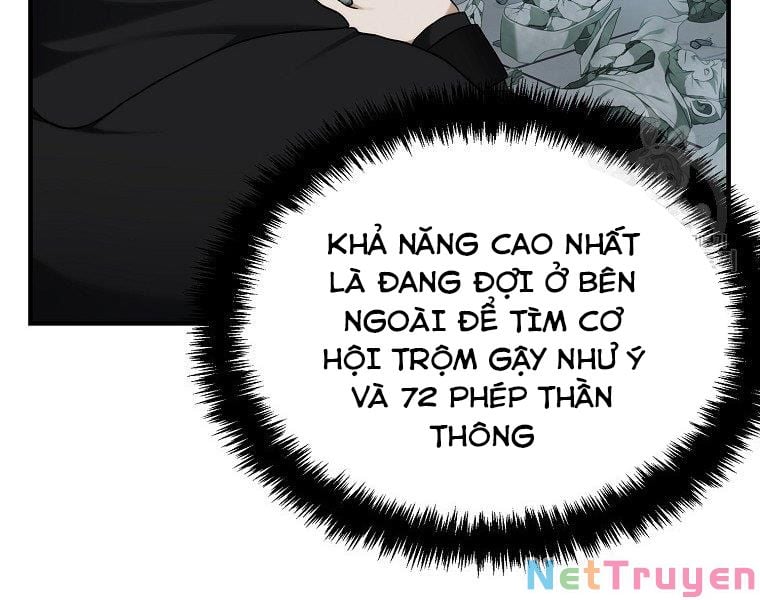 KHẢ NĂNG CAO NHẤT
LÀ ĐANG ĐỢI Ở BÊN
NGOÀI ĐỂ TÌM CƠ
HỘI TRỘM GẬY NHƯ Ý
VÀ 72 PHÉP THẦN
THÔNG
NetTruyen